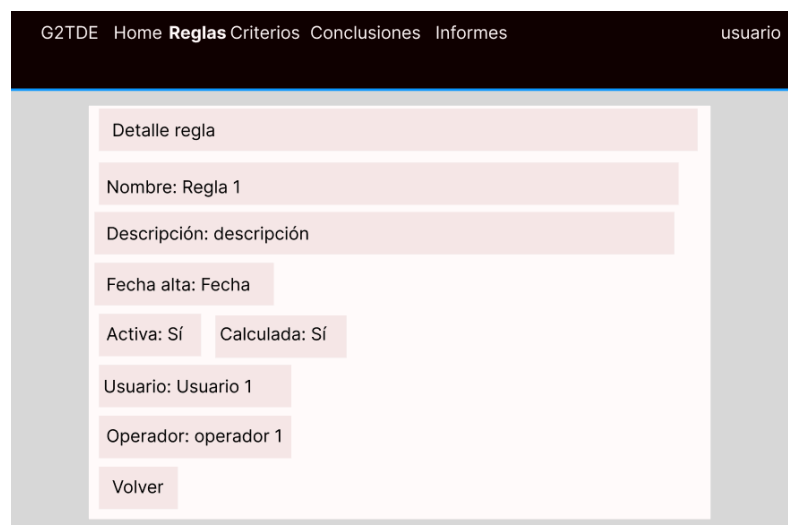 G2TDE Home Reglas Criterios Conclusiones Informes usuario
Detalle regla
Nombre: Regla 1
Descripción: descripción
Fecha alta: Fecha
Activa: Sí Calculada: Sí
Usuario: Usuario 1
Operador: operador 1
Volver